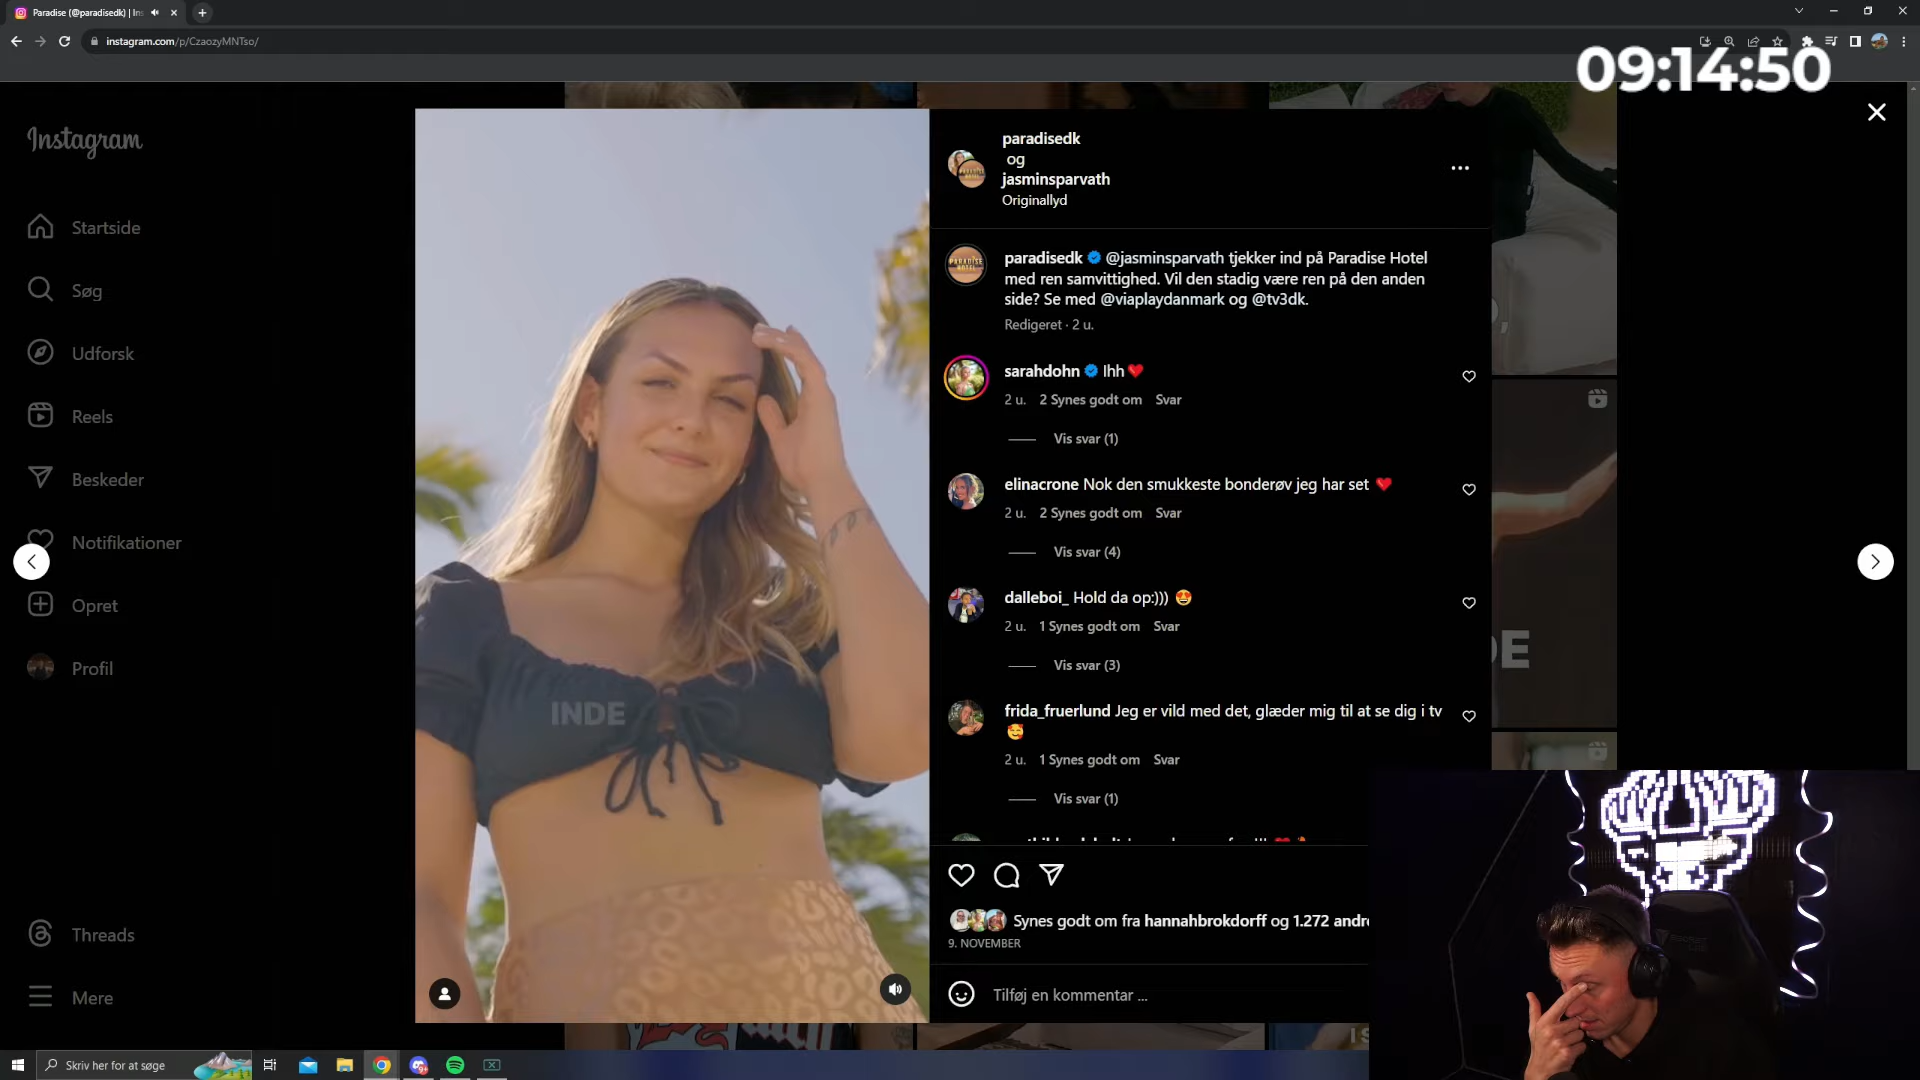 Paradise (@paradisedk) | Ins
instagram.com/p/CzaozyMNTso/
09:14:50
Instagram
Startside
Søg
Udforsk
Reels
Beskeder
Notifikationer
Opret
Profil
Threads
Mere
INDE
paradisedk
og
jasminsparvath
Originallyd
paradisedk @jasminsparvath tjekker ind på Paradise Hotel
med ren samvittighed. Vil den stadig være ren på den anden
side? Se med @viaplaydanmark og @tv3dk.
Redigeret · 2 u.
sarahdohn Ihh❤️
2 u. 2 Synes godt om Svar
Vis svar (1)
elinacrone Nok den smukkeste bonderøv jeg har set ❤️
2 u. 2 Synes godt om Svar
Vis svar (4)
dalleboi_ Hold da op:))) 😍
2 u. 1 Synes godt om Svar
Vis svar (3)
frida_fruerlund Jeg er vild med det, glæder mig til at se dig i tv
🥰
2 u. 1 Synes godt om Svar
Vis svar (1)
Synes godt om fra hannahbrokdorff og 1.272 andre
9. NOVEMBER
Tilføj en kommentar ...
DE
Skriv her for at søge